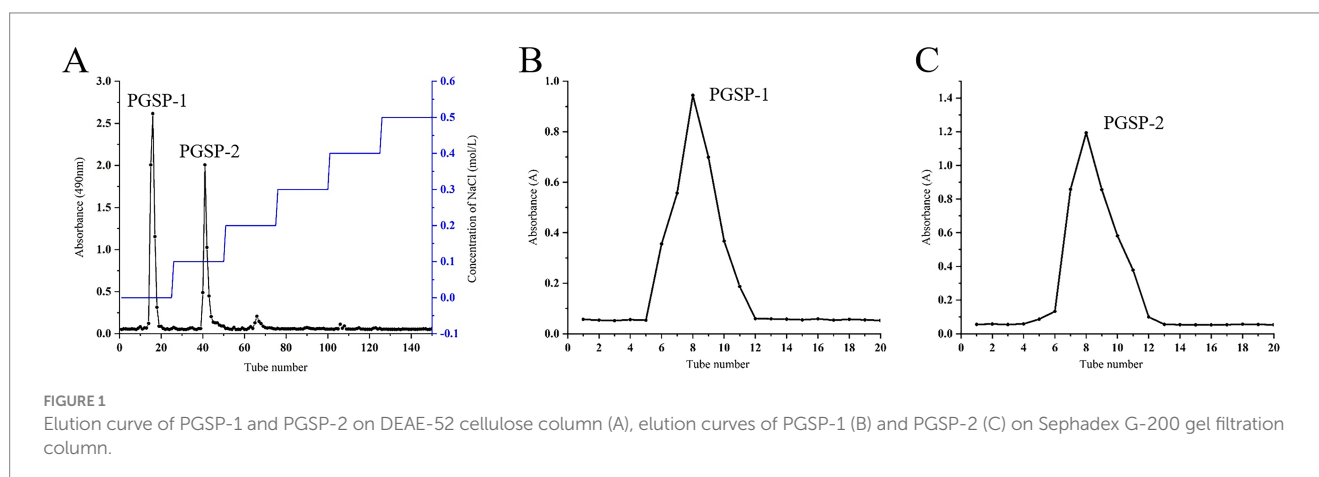 A
B
C
3.0
2.5
2.0
1.5
1.0
0.5
0.0
Absorbance (490nm)
PGSP-1
PGSP-2
0.6
0.5
0.4
0.3
0.2
0.1
0.0
-0.1
Concentration of NaCl (mol/L)
0 20 40 60 80 100 120 140
Tube number
1.0
0.8
0.6
0.4
0.2
0.0
Absorbance (A)
PGSP-1
0 2 4 6 8 10 12 14 16 18 20
Tube number
1.4
1.2
1.0
0.8
0.6
0.4
0.2
0.0
Absorbance (A)
PGSP-2
0 2 4 6 8 10 12 14 16 18 20
Tube number
FIGURE 1
Elution curve of PGSP-1 and PGSP-2 on DEAE-52 cellulose column (A), elution curves of PGSP-1 (B) and PGSP-2 (C) on Sephadex G-200 gel filtration
column.